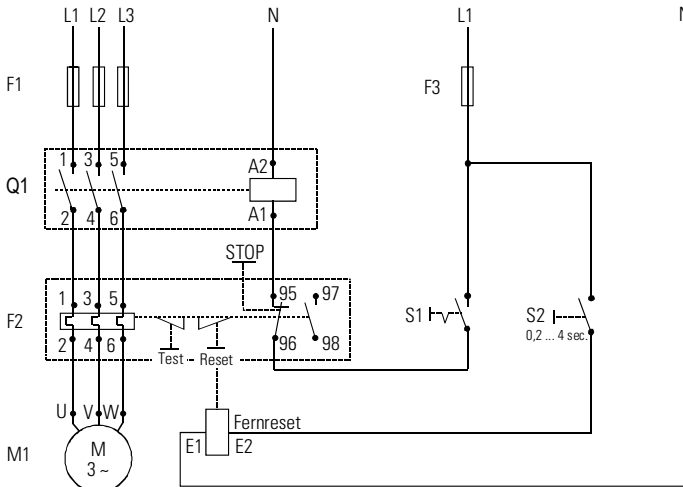 L1 L2 L3 N L1
F1 F3
1 3 5 A2
Q1
2 4 6 A1
STOP
1 3 5 95 97
F2 S1 S2
0,2 ... 4 sec.
2 4 6 Test Reset 96 98
U V W Fernreset
E1 E2
M1 M
3 ~